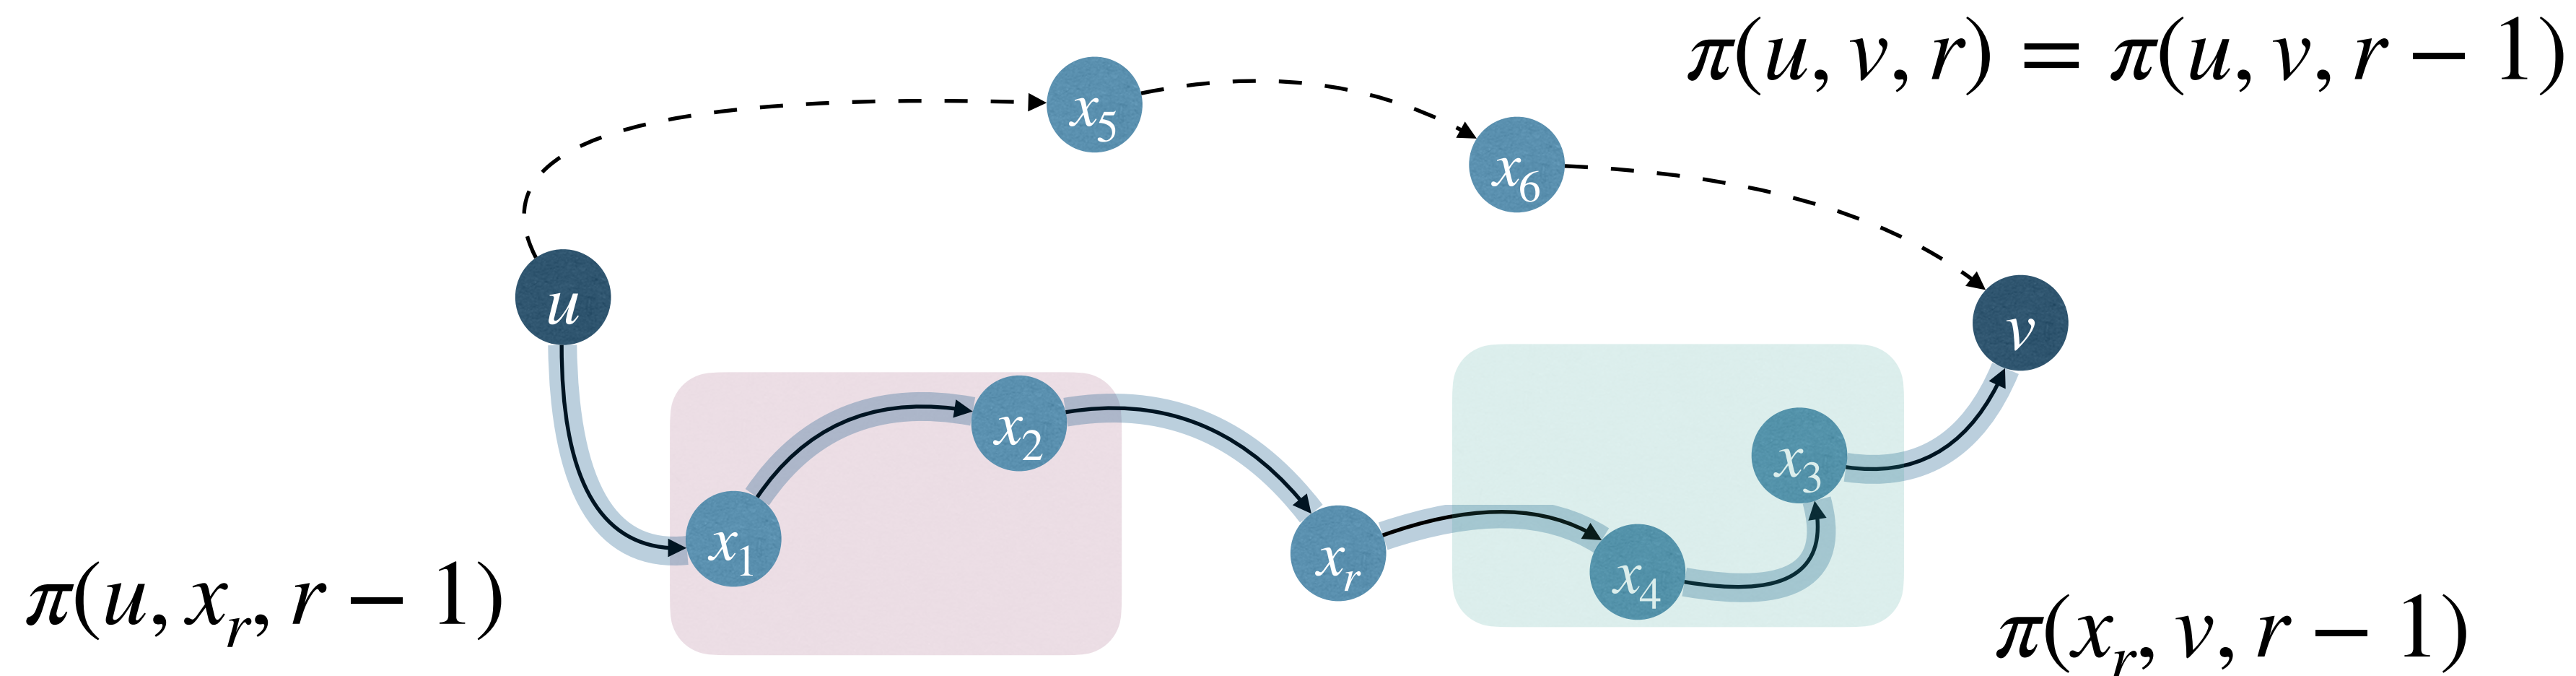 π(u, v, r) = π(u, v, r − 1)
x₅
x₆
u
v
x₂
x₃
x₁
xᵣ
x₄
π(u, xᵣ, r − 1)
π(xᵣ, v, r − 1)